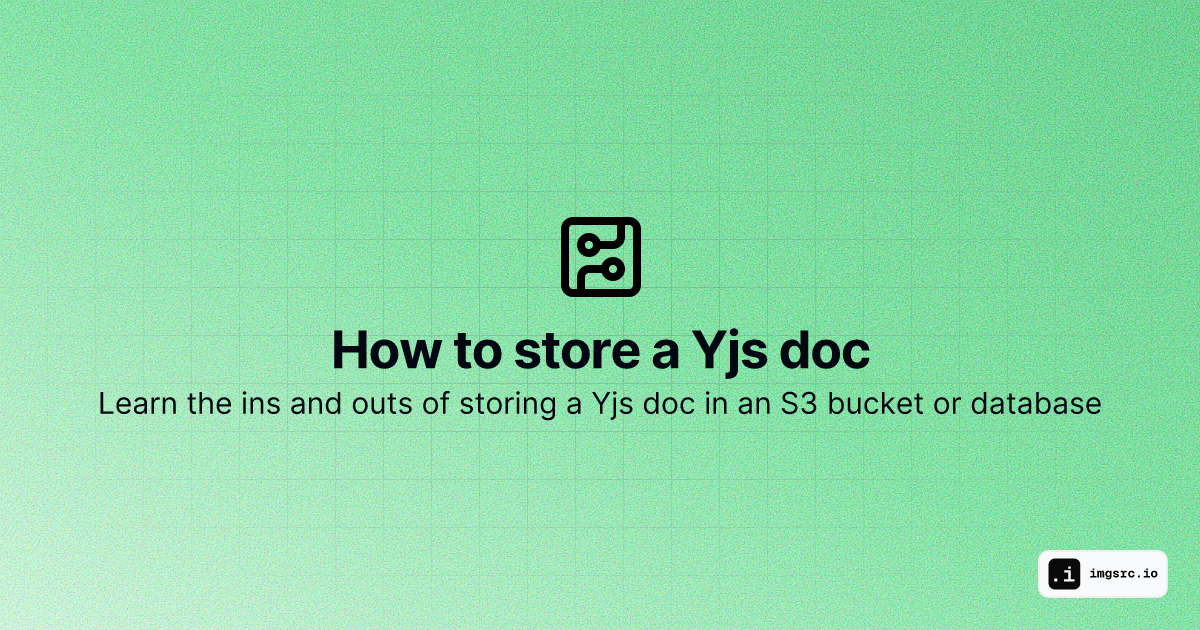 How to store a Yjs doc
Learn the ins and outs of storing a Yjs doc in an S3 bucket or database
.i imgsrc.io